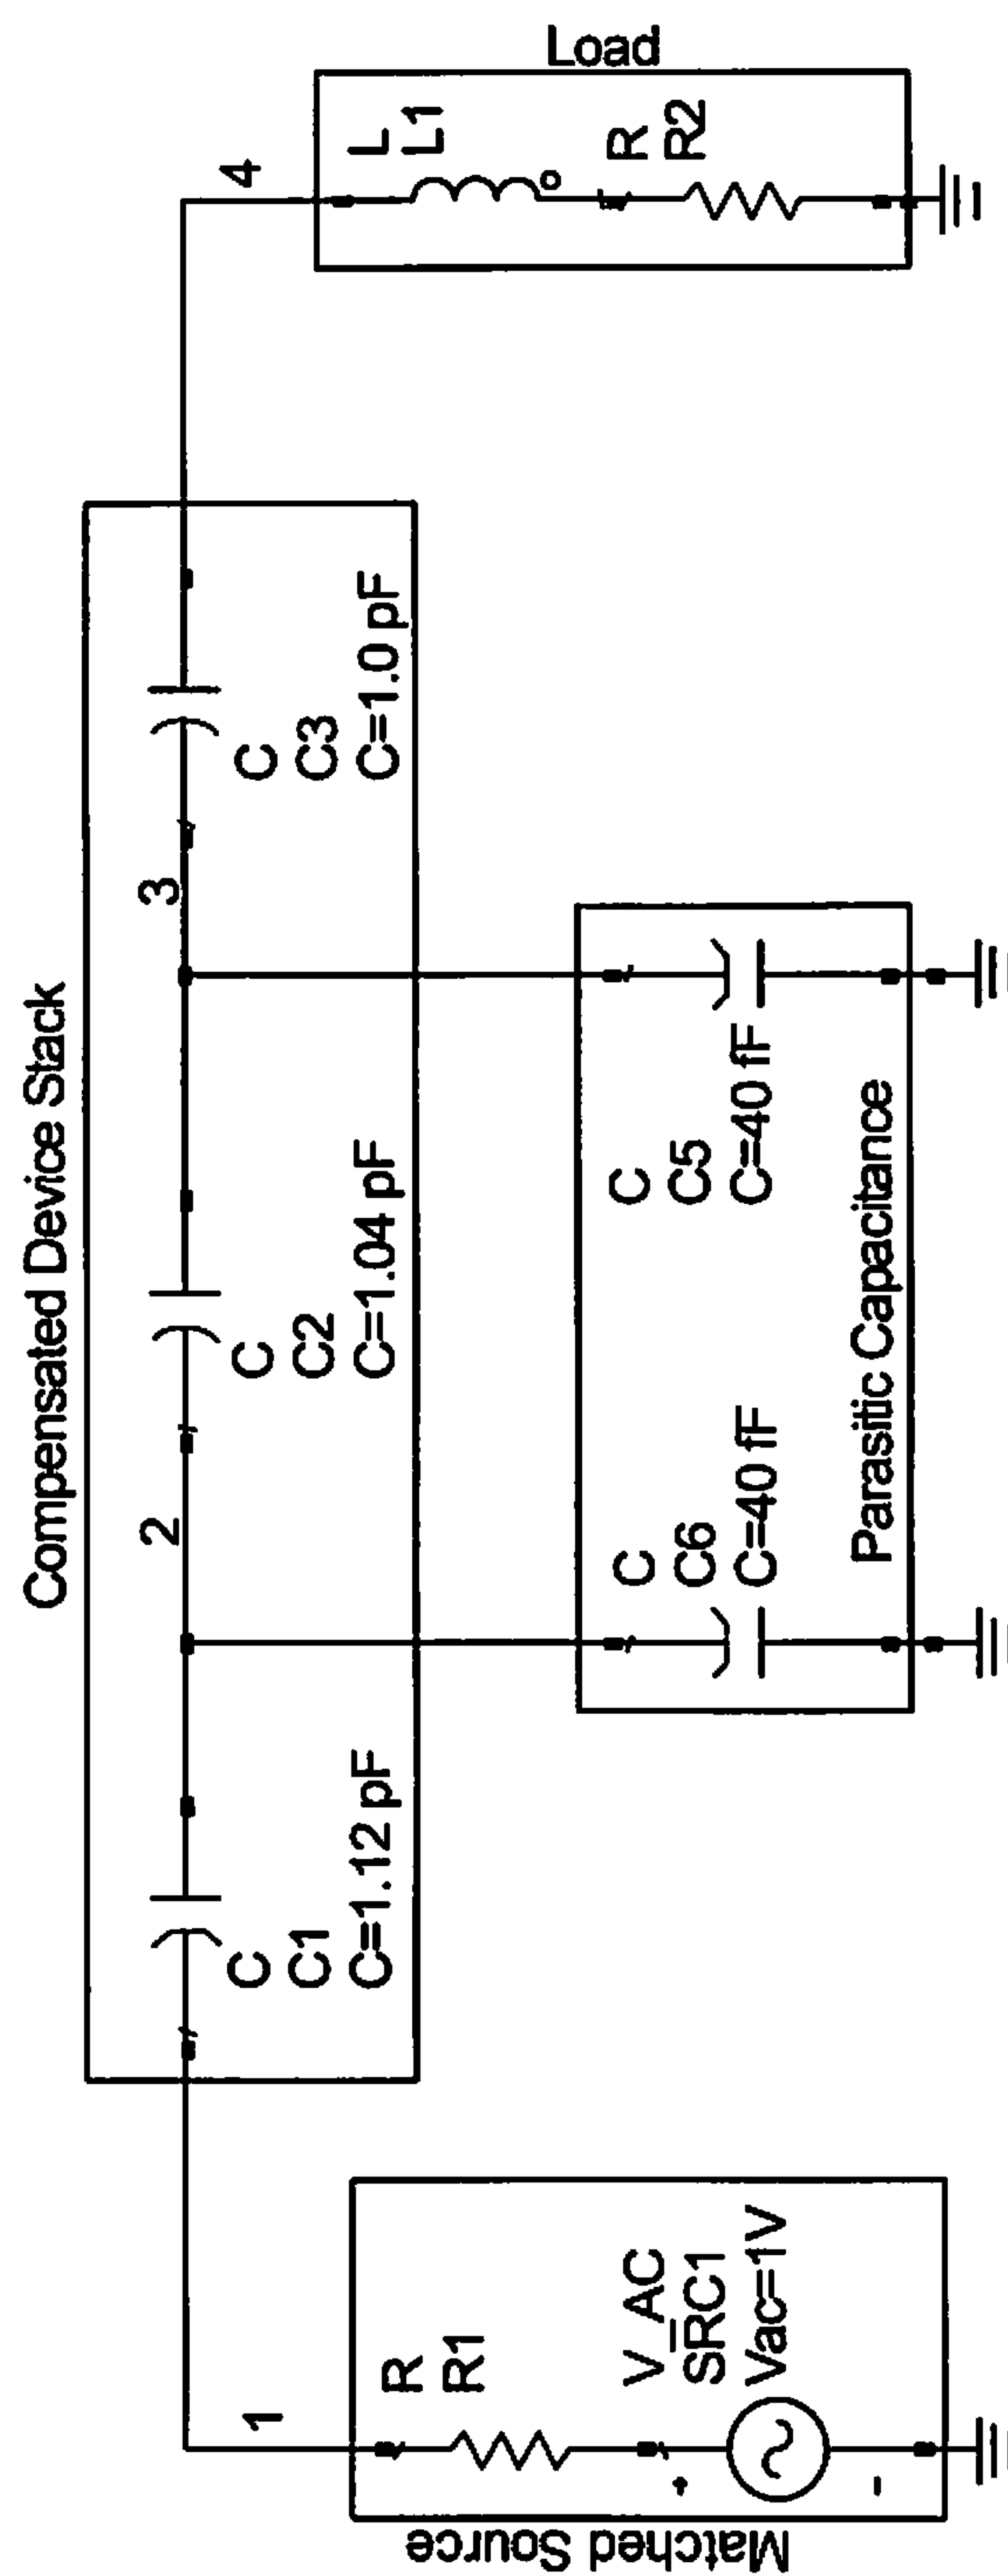 Compensated Device Stack
1
C
C1
C=1.12 pF
2
C
C2
C=1.04 pF
3
C
C3
C=1.0 pF
4
Matched Source
R
R1
V_AC
SRC1
Vac=1V
+
-
C
C6
C=40 fF
C
C5
C=40 fF
Parasitic Capacitance
Load
L
L1
R
R2